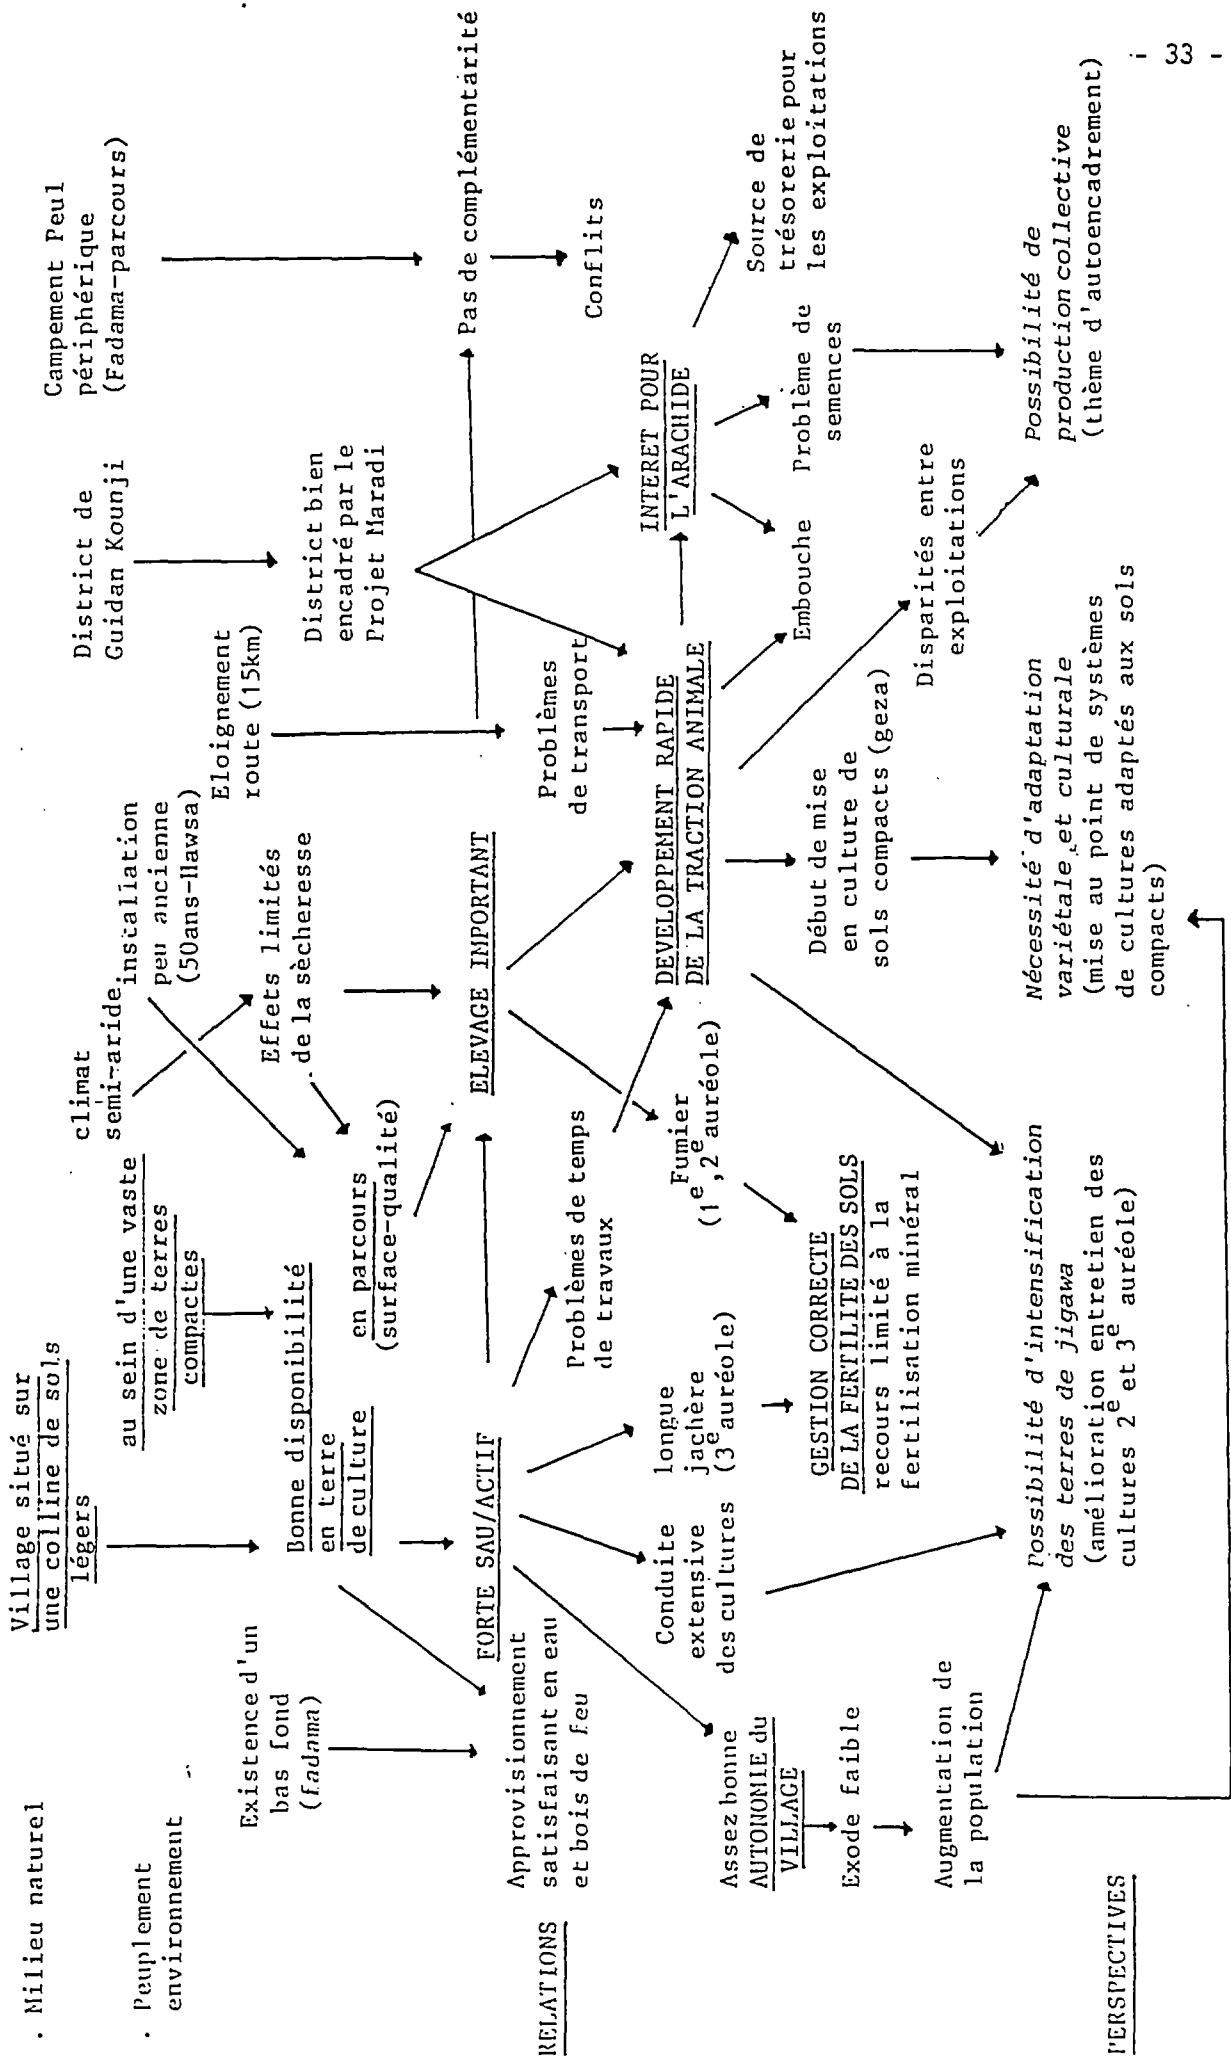 - 33 -
. Milieu naturel
. Peuplement
environnement
Village situé sur
une colline de sols
légers
au sein d'une vaste
zone de terres
compactes
climat
semi-aride
installation
peu ancienne
(50ans-Hawsa)
Eloignement
route (15km)
District de
Guidan Kounji
Campement Peul
périphérique
(Fadama-parcours)
Existence d'un
bas fond
(fadama)
Bonne disponibilité
en terre
de culture
en parcours
(surface-qualité)
Effets limités
de la sècheresse
District bien
encadré par le
Projet Maradi
RELATIONS
Approvisionnement
satisfaisant en eau
et bois de feu
FORTE SAU/ACTIF
ELEVAGE IMPORTANT
Problèmes
de transport
Pas de complémentarité
Conflits
Problèmes de temps
de travaux
Assez bonne
AUTONOMIE du
VILLAGE
Exode faible
Augmentation de
la population
Conduite
extensive
des cultures
longue
jachère
(3e auréole)
Fumier
(1e,2e auréole)
GESTION CORRECTE
DE LA FERTILITE DES SOLS
recours limité à la
fertilisation minéral
DEVELOPPEMENT RAPIDE
DE LA TRACTION ANIMALE
INTERET POUR
L'ARACHIDE
Début de mise
en culture de
sols compacts (geza)
Embouche
Problème de
semences
Source de
trésorerie pour
les exploitations
Disparités entre
exploitations
PERSPECTIVES
Possibilité d'intensification
des terres de jigawa
(amélioration entretien des
cultures 2e et 3e auréole)
Nécessité d'adaptation
variétale et culturale
(mise au point de systèmes
de cultures adaptés aux sols
compacts)
Possibilité de
production collective
(thème d'autoencadrement)